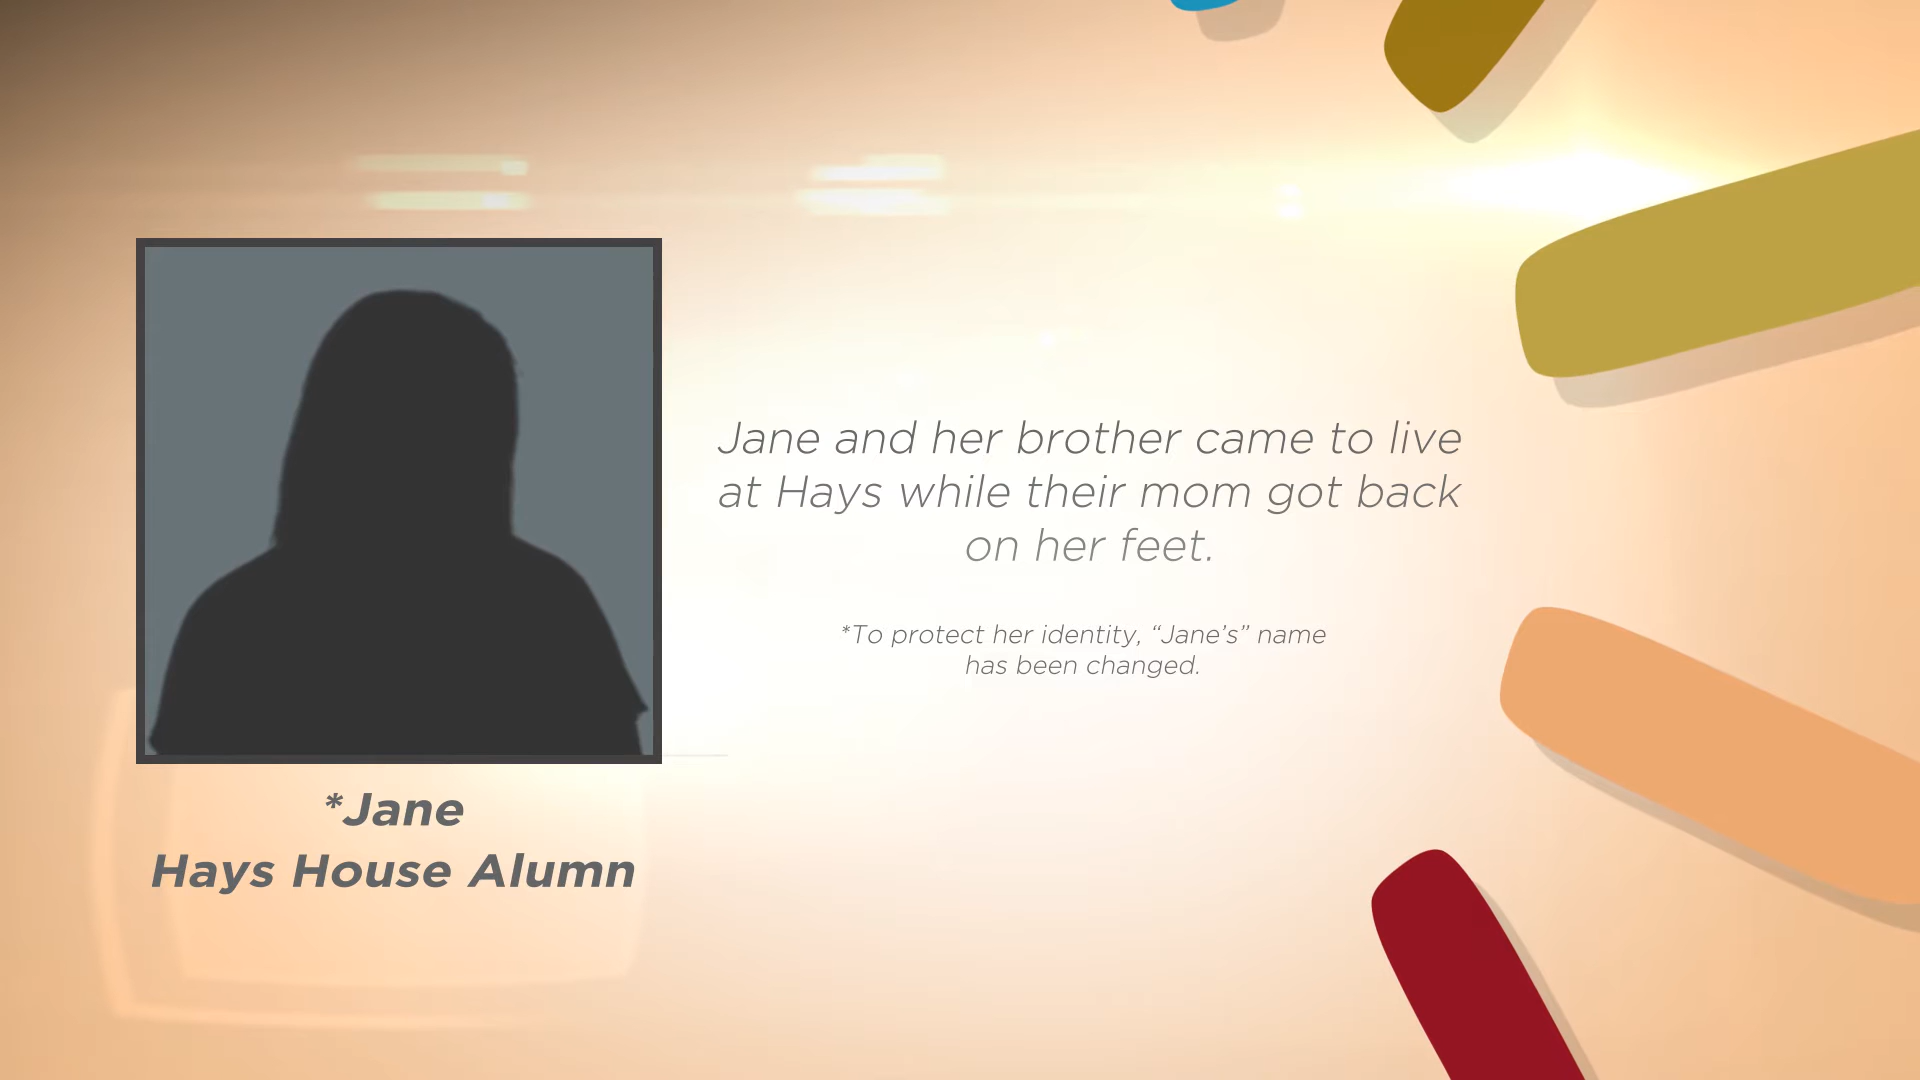 Jane and her brother came to live
at Hays while their mom got back
on her feet.
*To protect her identity, “Jane’s” name
has been changed.
*Jane
Hays House Alumn